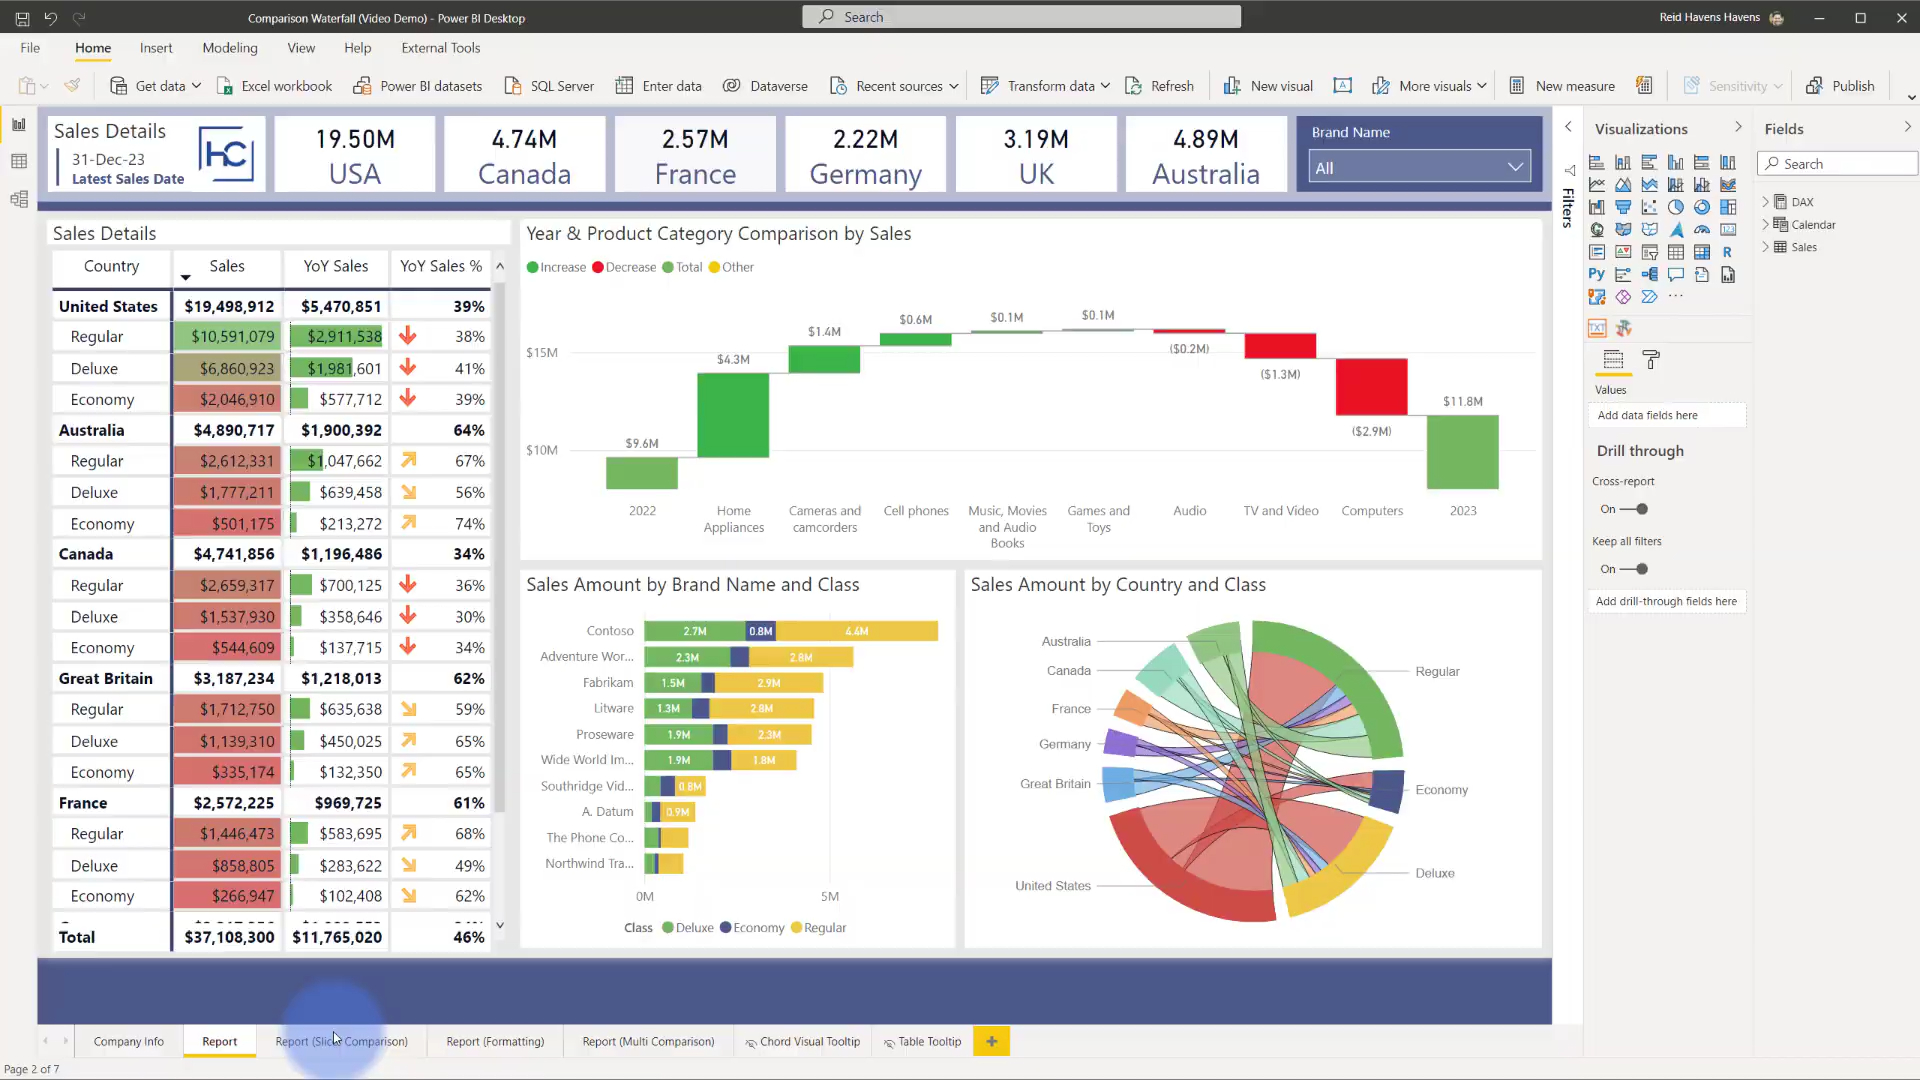 Comparison Waterfall (Video Demo) - Power BI Desktop
Search
Reid Havens Havens
File
Home
Insert
Modeling
View
Help
External Tools
Get data
Excel workbook
Power BI datasets
SQL Server
Enter data
Dataverse
Recent sources
Transform data
Refresh
New visual
More visuals
New measure
Sensitivity
Publish
Sales Details
31-Dec-23
Latest Sales Date
HC
19.50M
USA
4.74M
Canada
2.57M
France
2.22M
Germany
3.19M
UK
4.89M
Australia
Brand Name
All
Sales Details
Country Sales YoY Sales YoY Sales %
United States $19,498,912 $5,470,851 39%
Regular $10,591,079 $2,911,538 38%
Deluxe $6,860,923 $1,981,601 41%
Economy $2,046,910 $577,712 39%
Australia $4,890,717 $1,900,392 64%
Regular $2,612,331 $1,047,662 67%
Deluxe $1,777,211 $639,458 56%
Economy $501,175 $213,272 74%
Canada $4,741,856 $1,196,486 34%
Regular $2,659,317 $700,125 36%
Deluxe $1,537,930 $358,646 30%
Economy $544,609 $137,715 34%
Great Britain $3,187,234 $1,218,013 62%
Regular $1,712,750 $635,638 59%
Deluxe $1,139,310 $450,025 65%
Economy $335,174 $132,350 65%
France $2,572,225 $969,725 61%
Regular $1,446,473 $583,695 68%
Deluxe $858,805 $283,622 49%
Economy $266,947 $102,408 62%
Total $37,108,300 $11,765,020 46%
Year & Product Category Comparison by Sales
Increase Decrease Total Other
$15M
$10M
$9.6M
$4.3M
$1.4M
$0.6M
$0.1M
$0.1M
($0.2M)
($1.3M)
($2.9M)
$11.8M
2022
Home
Appliances
Cameras and
camcorders
Cell phones
Music, Movies
and Audio
Books
Games and
Toys
Audio
TV and Video
Computers
2023
Sales Amount by Brand Name and Class
Contoso 2.7M 0.8M 4.4M
Adventure Wor... 2.3M 2.8M
Fabrikam 1.5M 2.9M
Litware 1.3M 2.8M
Proseware 1.9M 2.3M
Wide World Im... 1.9M 1.8M
Southridge Vid... 0.8M
A. Datum 0.9M
The Phone Co...
Northwind Tra...
0M 5M
Class Deluxe Economy Regular
Sales Amount by Country and Class
Australia
Canada
France
Germany
Great Britain
United States
Regular
Economy
Deluxe
Filters
Visualizations
Py
R
TXT
Values
Add data fields here
Drill through
Cross-report
On
Keep all filters
On
Add drill-through fields here
Fields
Search
DAX
Calendar
Sales
Company Info
Report
Report (Slicer Comparison)
Report (Formatting)
Report (Multi Comparison)
Chord Visual Tooltip
Table Tooltip
Page 2 of 7